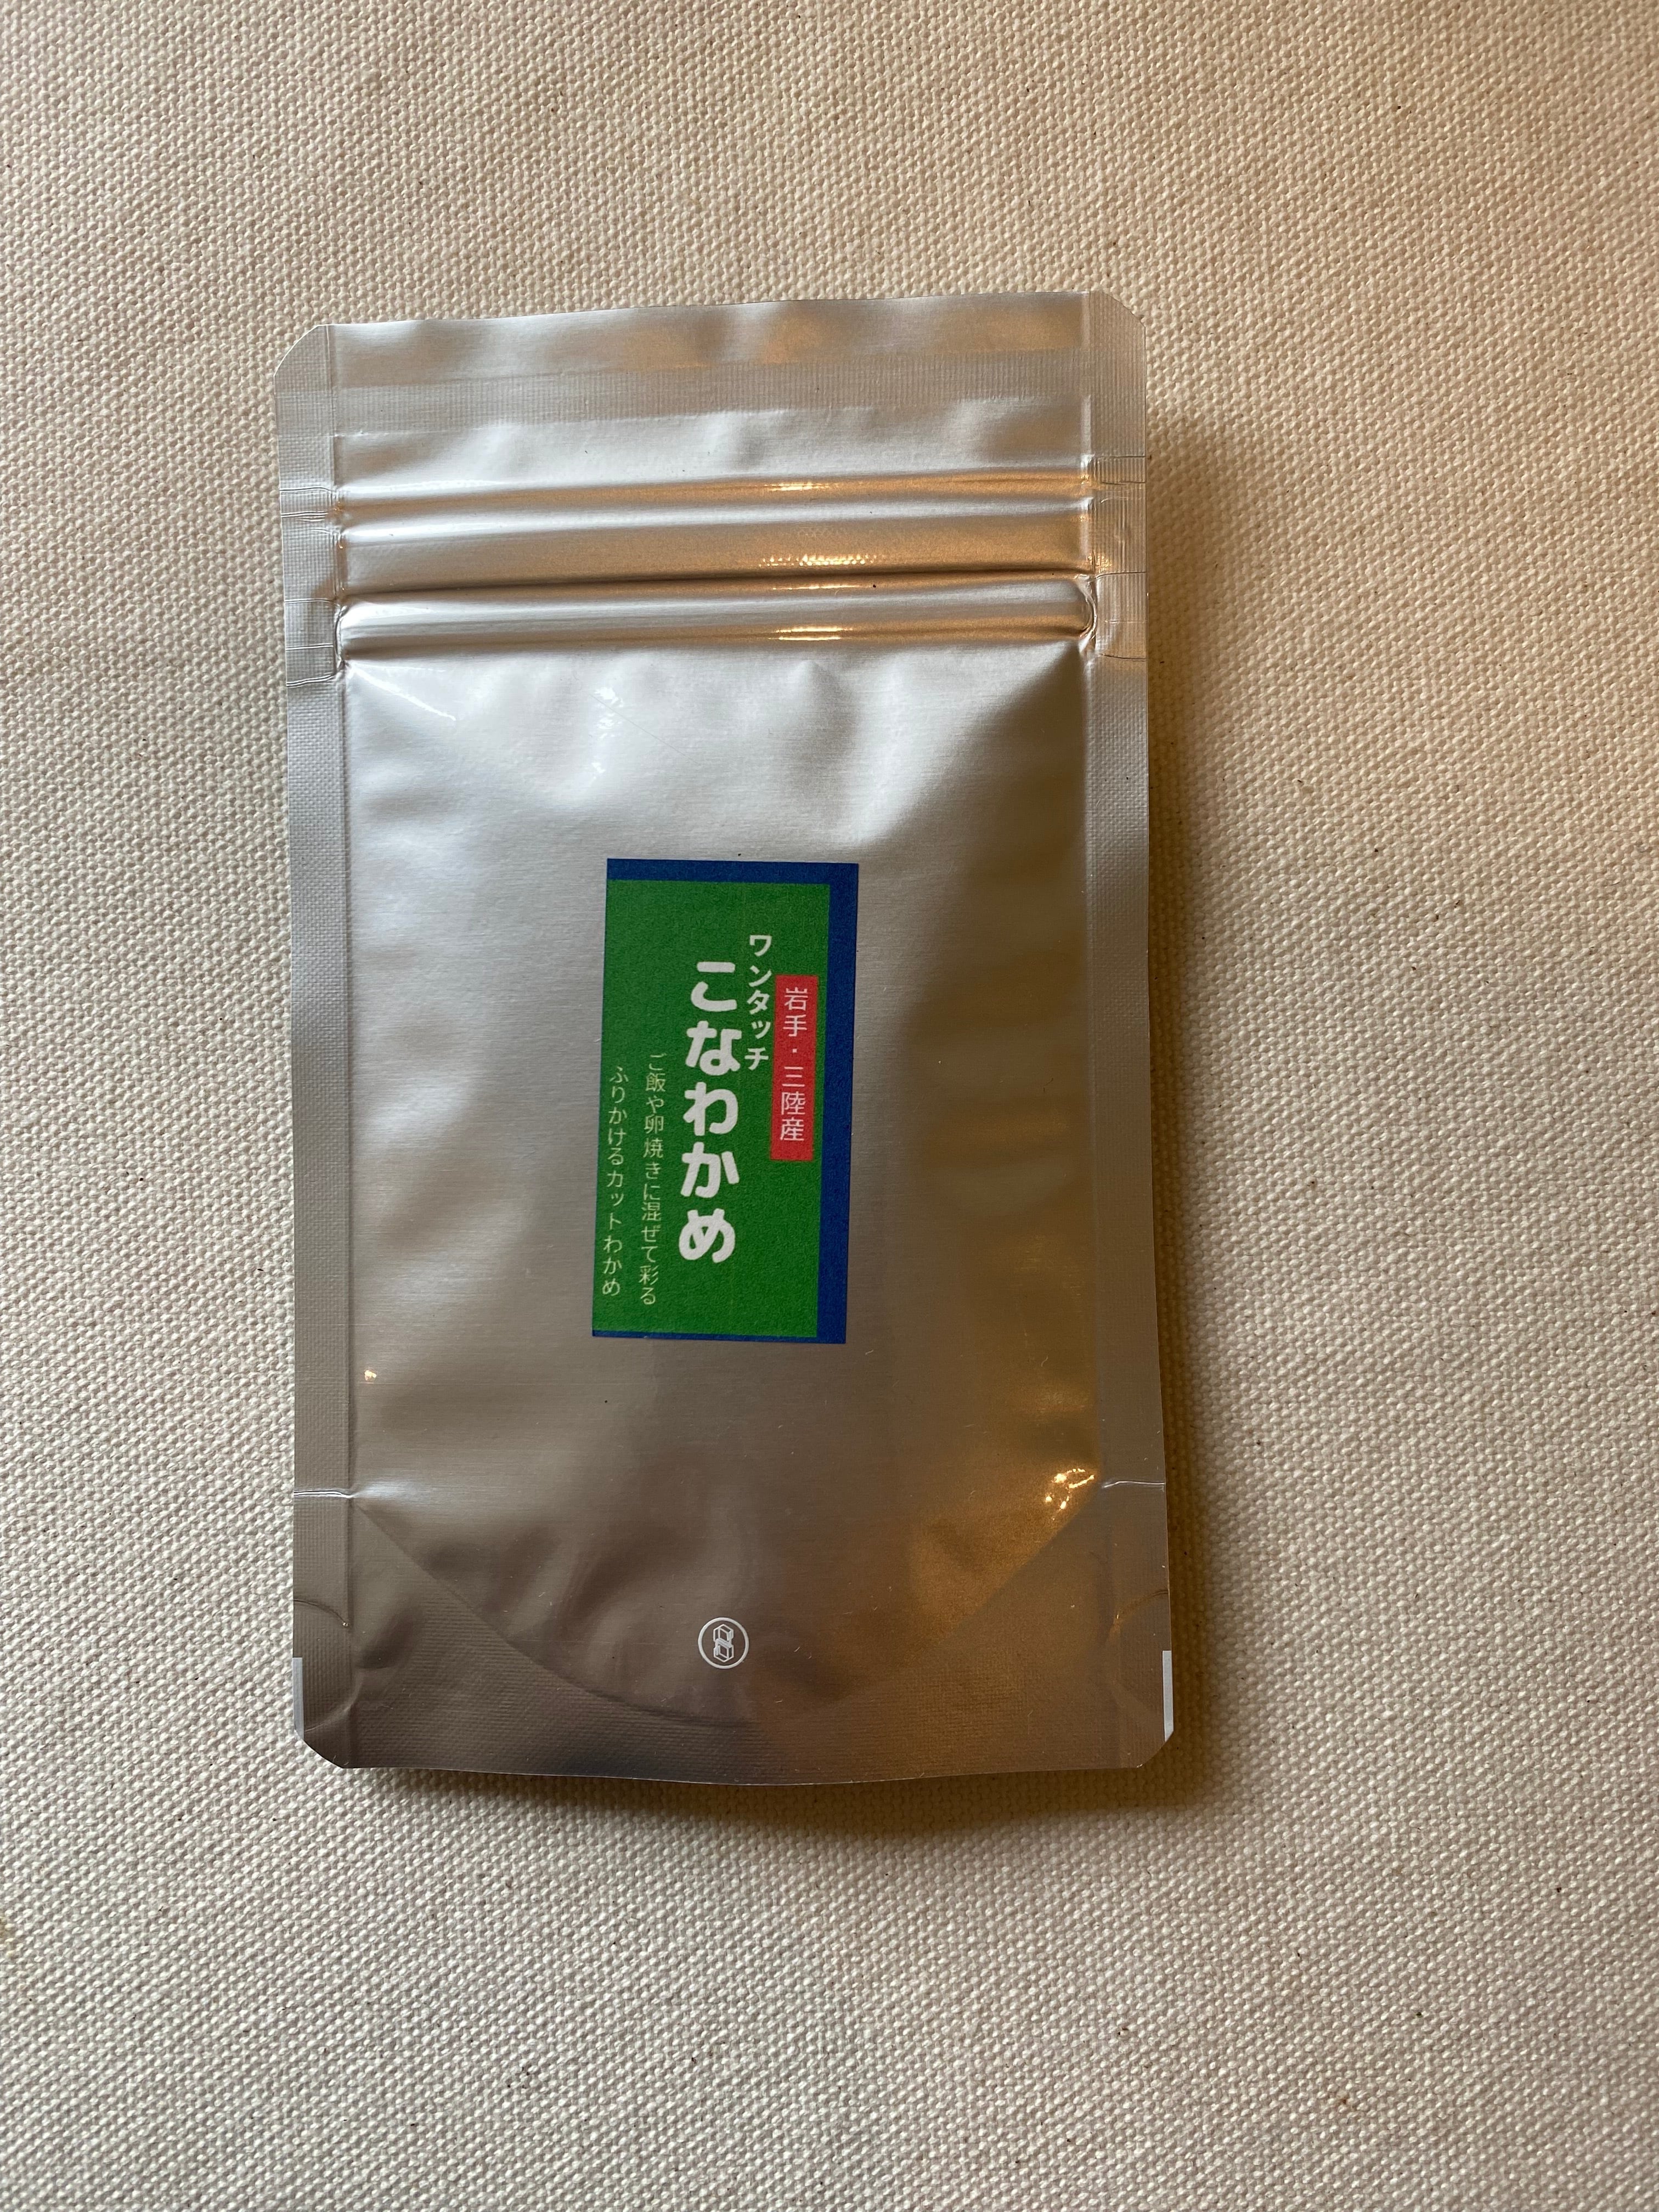 岩手・三陸産
ワンタッチ
こなわかめ
ご飯や卵焼きに混ぜて彩る
ふりかけるカットわかめ